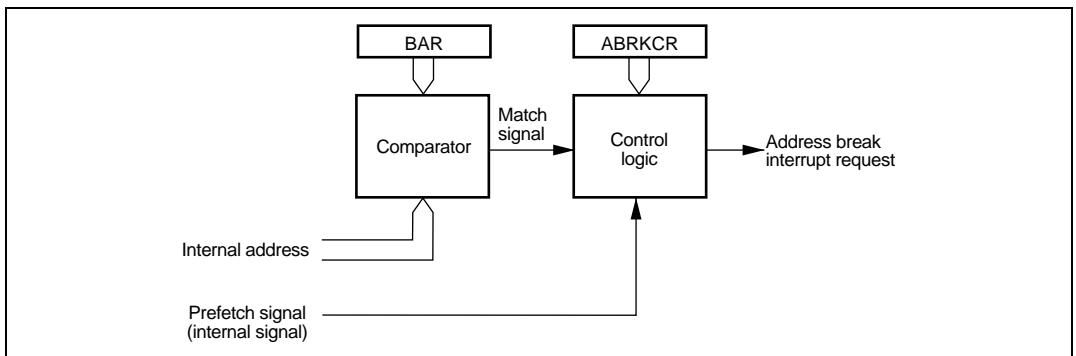 BAR
ABRKCR
Comparator
Match
signal
Control
logic
Address break
interrupt request
Internal address
Prefetch signal
(internal signal)